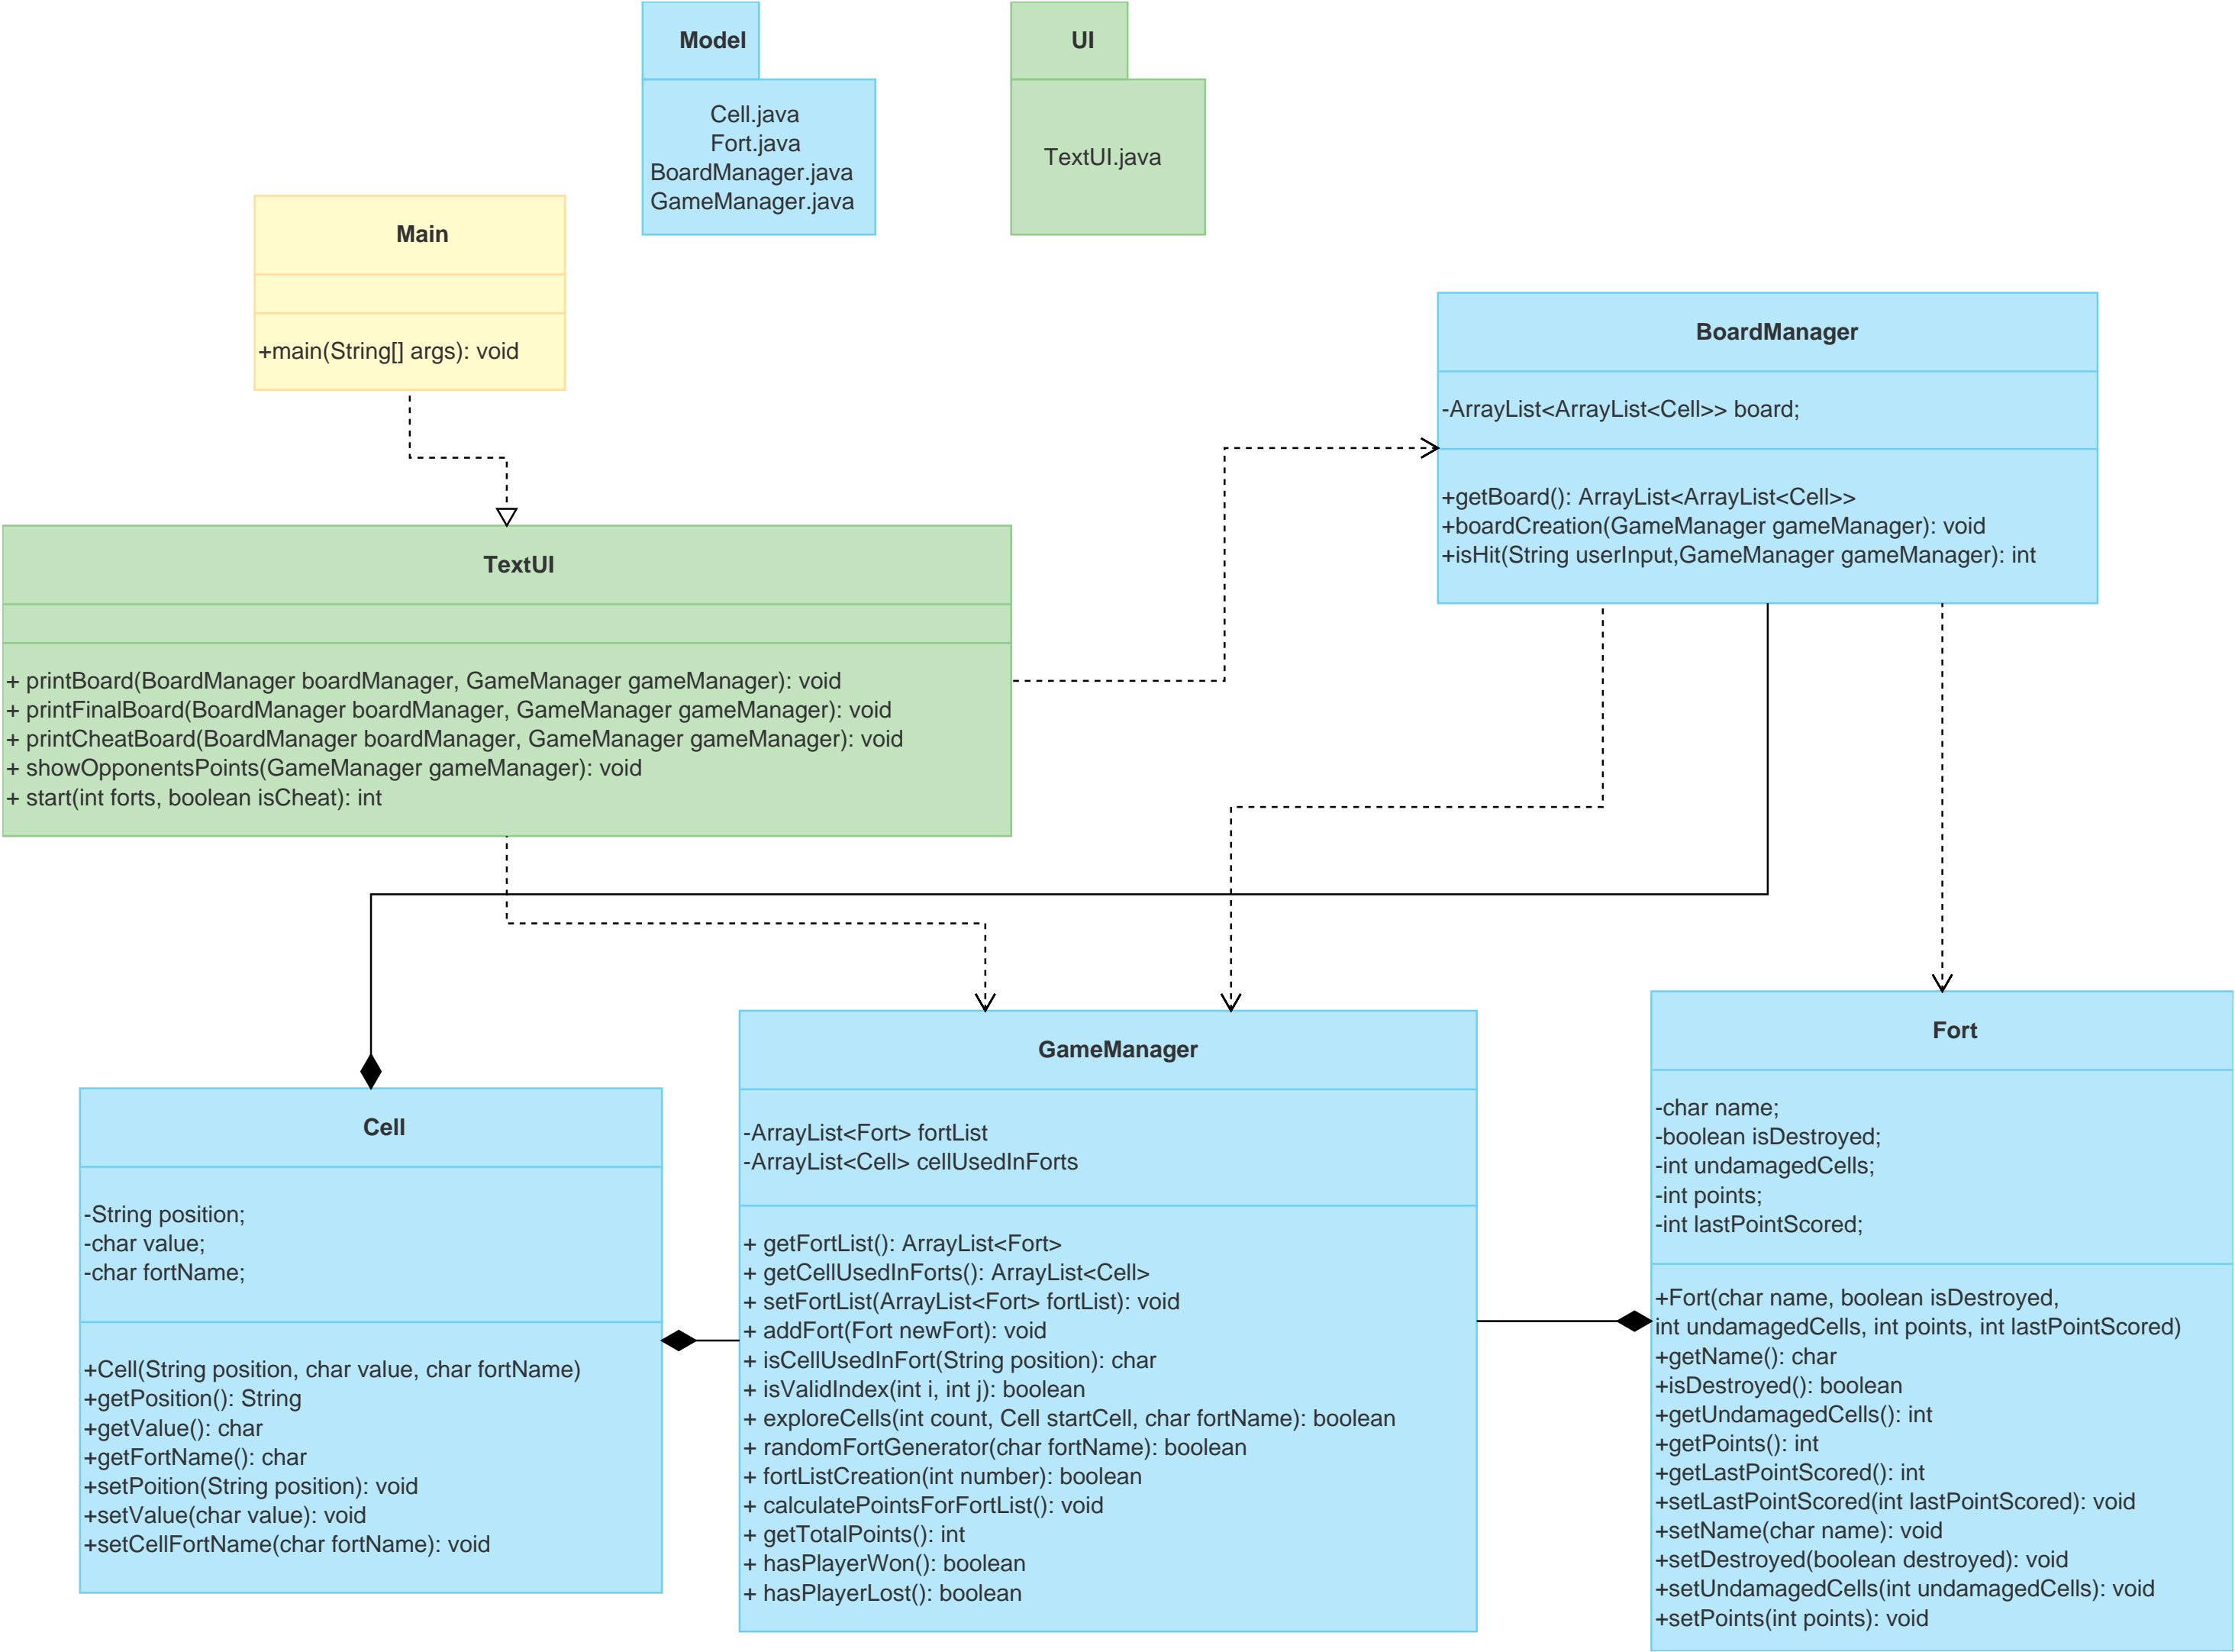 Model
Cell.java
Fort.java
BoardManager.java
GameManager.java
UI
TextUI.java
Main
+main(String[] args): void
BoardManager
-ArrayList<ArrayList<Cell>> board;
+getBoard(): ArrayList<ArrayList<Cell>>
+boardCreation(GameManager gameManager): void
+isHit(String userInput,GameManager gameManager): int
TextUI
+ printBoard(BoardManager boardManager, GameManager gameManager): void
+ printFinalBoard(BoardManager boardManager, GameManager gameManager): void
+ printCheatBoard(BoardManager boardManager, GameManager gameManager): void
+ showOpponentsPoints(GameManager gameManager): void
+ start(int forts, boolean isCheat): int
Cell
-String position;
-char value;
-char fortName;
+Cell(String position, char value, char fortName)
+getPosition(): String
+getValue(): char
+getFortName(): char
+setPoition(String position): void
+setValue(char value): void
+setCellFortName(char fortName): void
GameManager
-ArrayList<Fort> fortList
-ArrayList<Cell> cellUsedInForts
+ getFortList(): ArrayList<Fort>
+ getCellUsedInForts(): ArrayList<Cell>
+ setFortList(ArrayList<Fort> fortList): void
+ addFort(Fort newFort): void
+ isCellUsedInFort(String position): char
+ isValidIndex(int i, int j): boolean
+ exploreCells(int count, Cell startCell, char fortName): boolean
+ randomFortGenerator(char fortName): boolean
+ fortListCreation(int number): boolean
+ calculatePointsForFortList(): void
+ getTotalPoints(): int
+ hasPlayerWon(): boolean
+ hasPlayerLost(): boolean
Fort
-char name;
-boolean isDestroyed;
-int undamagedCells;
-int points;
-int lastPointScored;
+Fort(char name, boolean isDestroyed,
int undamagedCells, int points, int lastPointScored)
+getName(): char
+isDestroyed(): boolean
+getUndamagedCells(): int
+getPoints(): int
+getLastPointScored(): int
+setLastPointScored(int lastPointScored): void
+setName(char name): void
+setDestroyed(boolean destroyed): void
+setUndamagedCells(int undamagedCells): void
+setPoints(int points): void